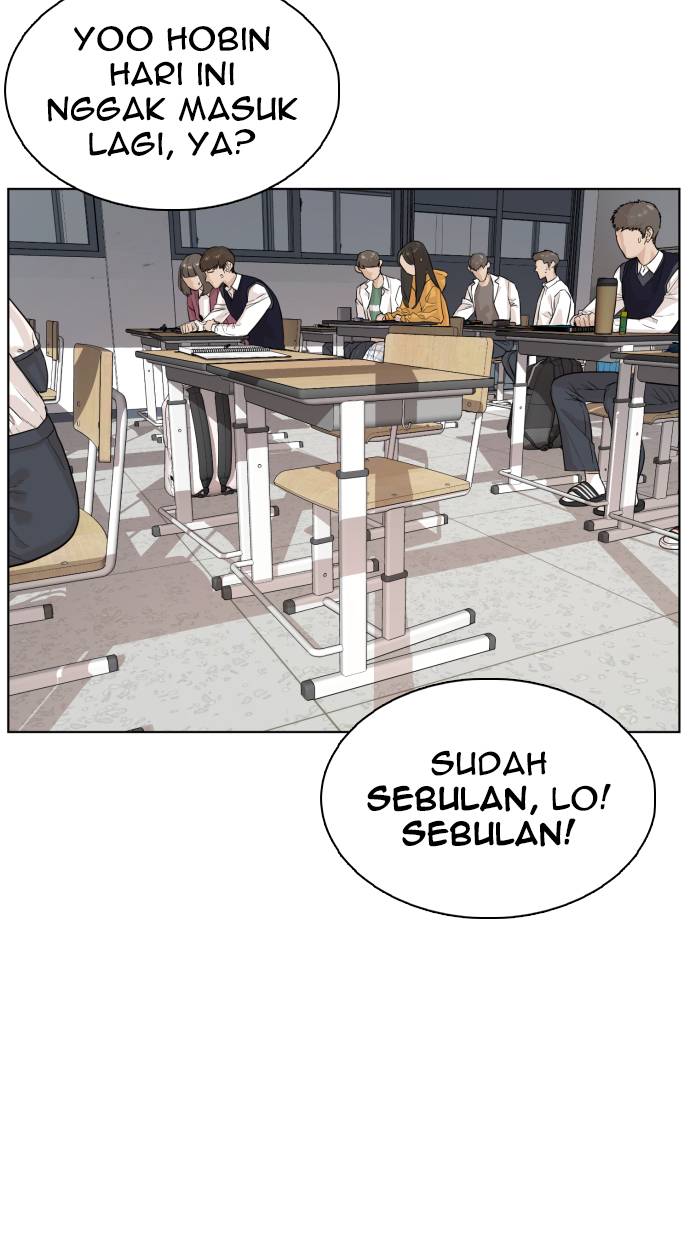 YOO HOBIN
HARI INI
NGGAK MASUK
LAGI, YA?
SUDAH
SEBULAN, LO!
SEBULAN!